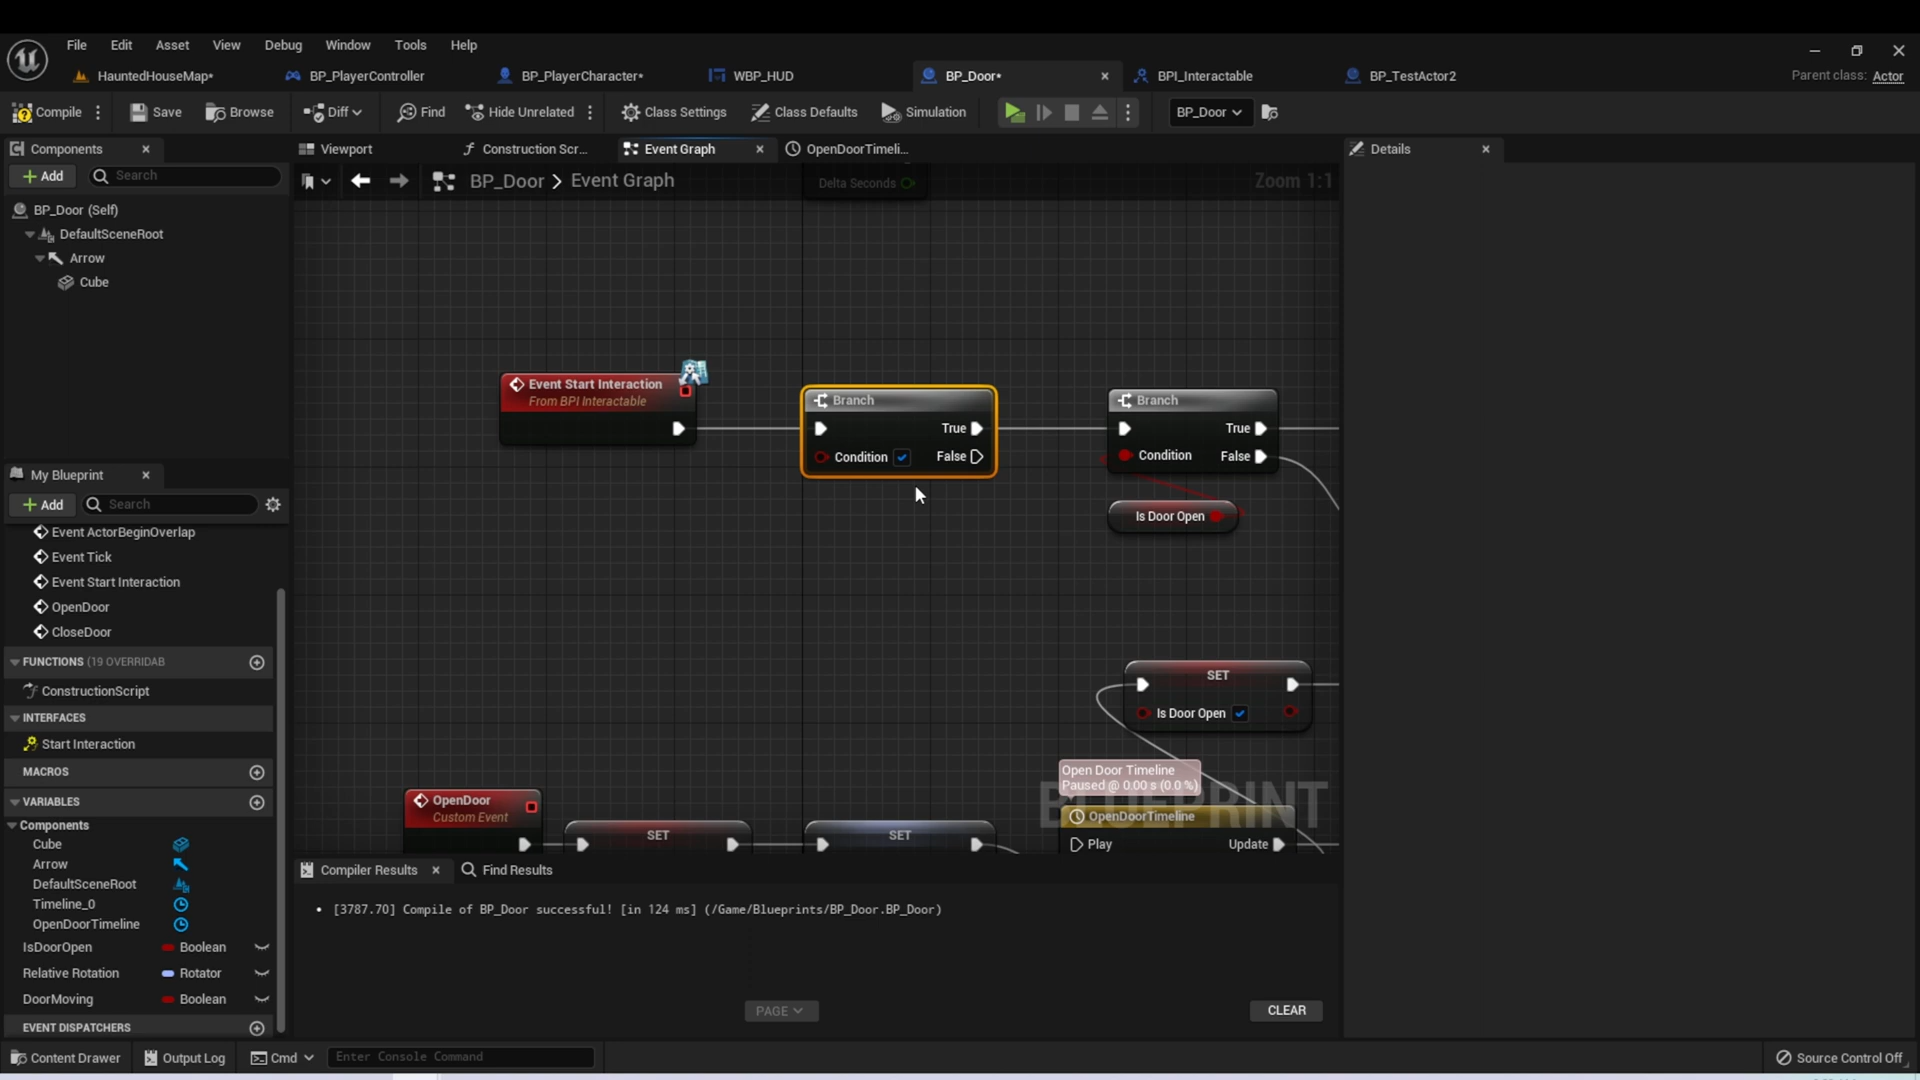 File Edit Asset View Debug Window Tools Help
HaunthedHouseMap* BP_PlayerController BP_PlayerCharacter* WBP_HUD BP_Door* BPI_Interactable BP_TestActor2 Parent class: Actor
Compile Save Browse Diff Find Hide Unrelated Class Settings Class Defaults Simulation BP_Door
Components Viewport Construction Scr... Event Graph OpenDoorTimeli... Details
+ Add Search BP_Door > Event Graph Delta Seconds Zoom 1:1
BP_Door (Self)
DefaultSceneRoot
Arrow
Cube
Event Start Interaction
From BPI Interactable
Branch
True
Condition False
Branch
True
Condition False
Is Door Open
My Blueprint
+ Add Search
Event ActorBeginOverlap
Event Tick
Event Start Interaction
OpenDoor
CloseDoor
FUNCTIONS (19 OVERRIDAB
ConstructionScript
INTERFACES
Start Interaction
MACROS
VARIABLES
Components
Cube
Arrow
DefaultSceneRoot
Timeline_0
OpenDoorTimeline
IsDoorOpen Boolean
Relative Rotation Rotator
DoorMoving Boolean
EVENT DISPATCHERS
SET
Is Door Open
Open Door Timeline
Paused @ 0.00 s (0.0 %)
BLUEPRINT
OpenDoorTimeline
Play Update
OpenDoor
Custom Event
SET
SET
Compiler Results Find Results
• [3787.70] Compile of BP_Door successful! [in 124 ms] (/Game/Blueprints/BP_Door.BP_Door)
PAGE CLEAR
Content Drawer Output Log Cmd Enter Console Command Source Control Off